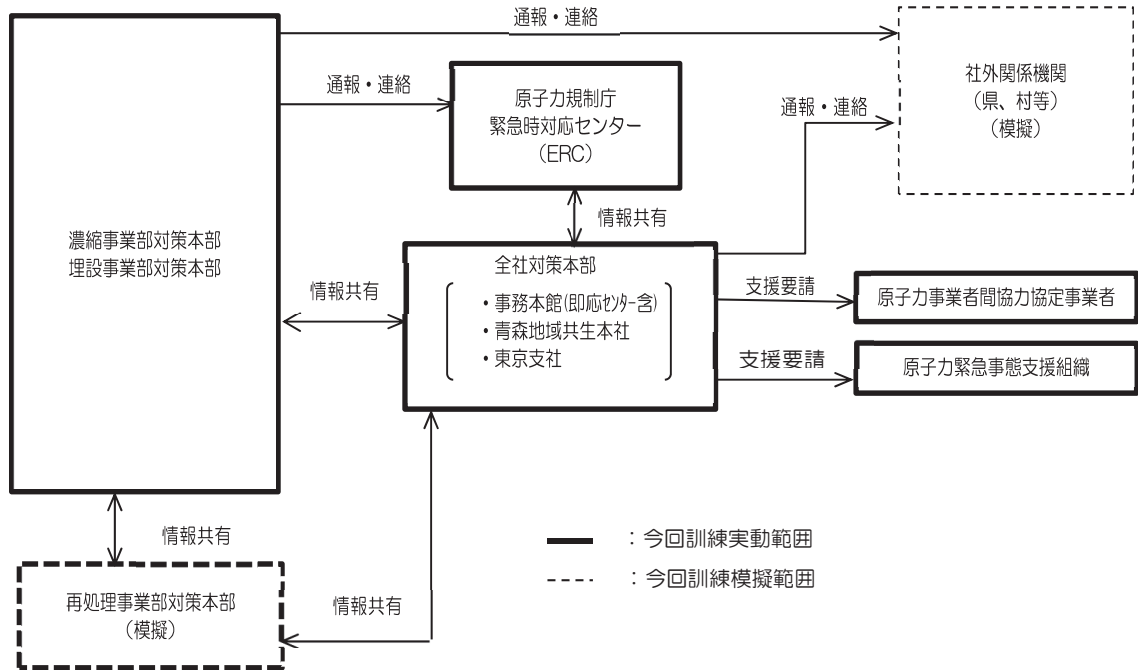 通報・連絡
通報・連絡
原子力規制庁
緊急時対応センター
（ERC）
社外関係機関
（県、村等）
（模擬）
通報・連絡
情報共有
濃縮事業部対策本部
埋設事業部対策本部
情報共有
全社対策本部
・事務本館(即応ｾﾝﾀｰ含)
・青森地域共生本社
・東京支社
支援要請
原子力事業者間協力協定事業者
支援要請
原子力緊急事態支援組織
情報共有
再処理事業部対策本部
（模擬）
情報共有
：今回訓練実動範囲
：今回訓練模擬範囲